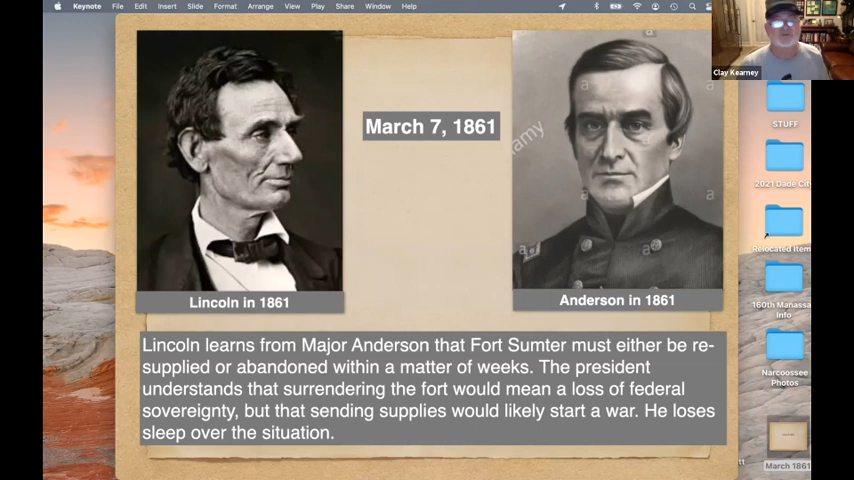 Keynote File Edit Insert Slide Format Arrange View Play Share Window Help
Clay Kearney
March 7, 1861
amy
a
a
a
a
STUFF
2021 Dade City
Relocated Item
160th Manassa
Info
Narcoossee
Photos
March 1861
Lincoln in 1861
Anderson in 1861
Lincoln learns from Major Anderson that Fort Sumter must either be re-
supplied or abandoned within a matter of weeks. The president
understands that surrendering the fort would mean a loss of federal
sovereignty, but that sending supplies would likely start a war. He loses
sleep over the situation.